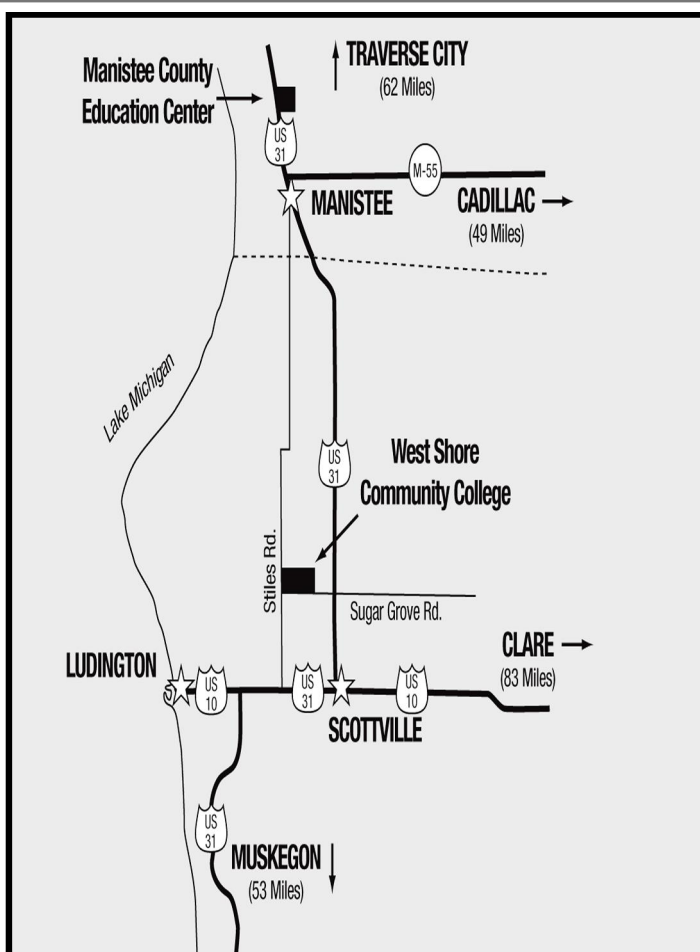 TRAVERSE CITY
(62 Miles)
Manistee County
Education Center
US
31
M-55
MANISTEE
CADILLAC
(49 Miles)
Lake Michigan
West Shore
Community College
US
31
Stiles Rd.
Sugar Grove Rd.
CLARE
(83 Miles)
LUDINGTON
US
10
US
31
US
10
SCOTTVILLE
US
31
MUSKEGON
(53 Miles)